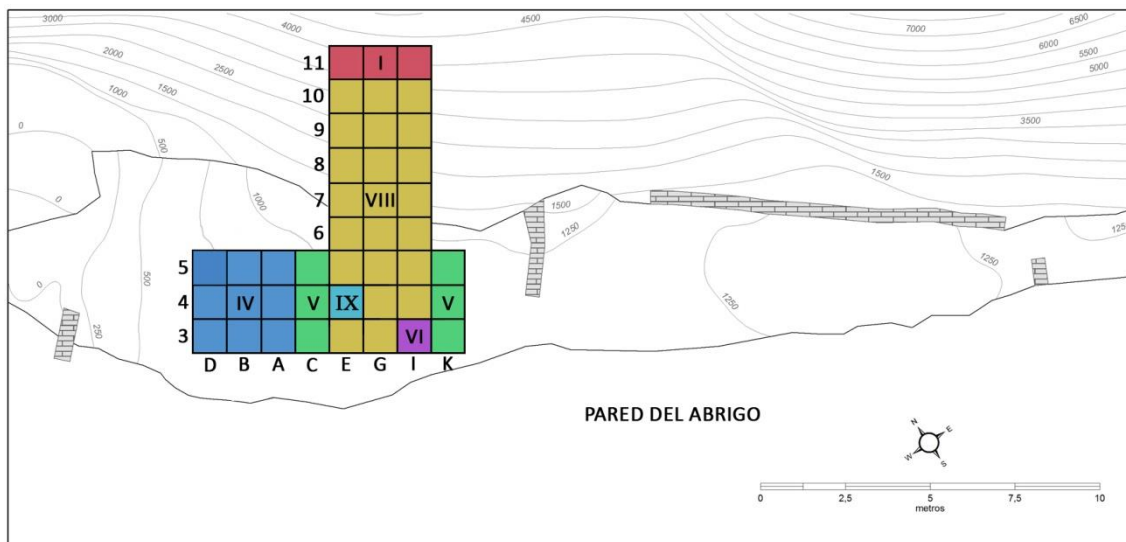 3000
4000
4500
7000
6500
6000
5500
5000
2500
2000
1500
1000
11 I
10
3500
0
9
500
8
1500
0
1000
7 VIII
1500
1250
6
125
5
500
1250
0
4 IV V IX V
1250
250
3 VI
D B A C E G I K
PARED DEL ABRIGO
N
E
W
S
0 2,5 5 7,5 10
metros